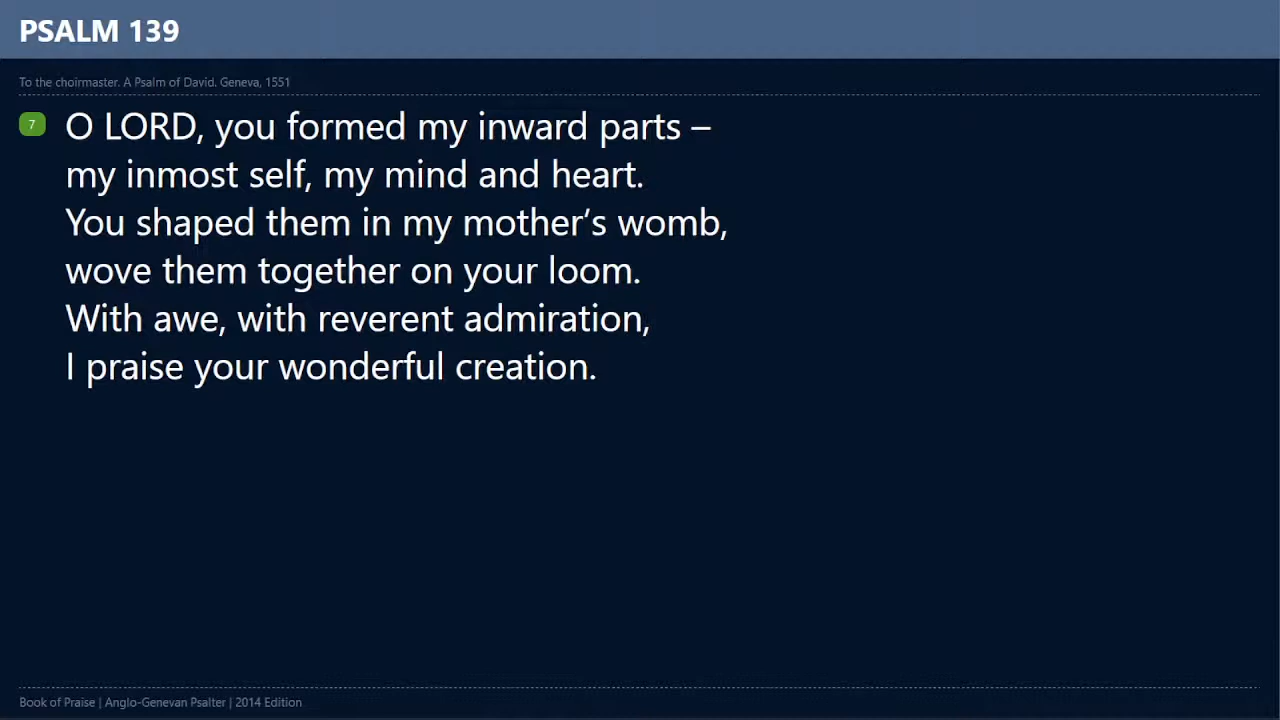 PSALM 139
To the choirmaster. A Psalm of David. Geneva, 1551
7 O LORD, you formed my inward parts –
my inmost self, my mind and heart.
You shaped them in my mother’s womb,
wove them together on your loom.
With awe, with reverent admiration,
I praise your wonderful creation.
Book of Praise | Anglo-Genevan Psalter | 2014 Edition